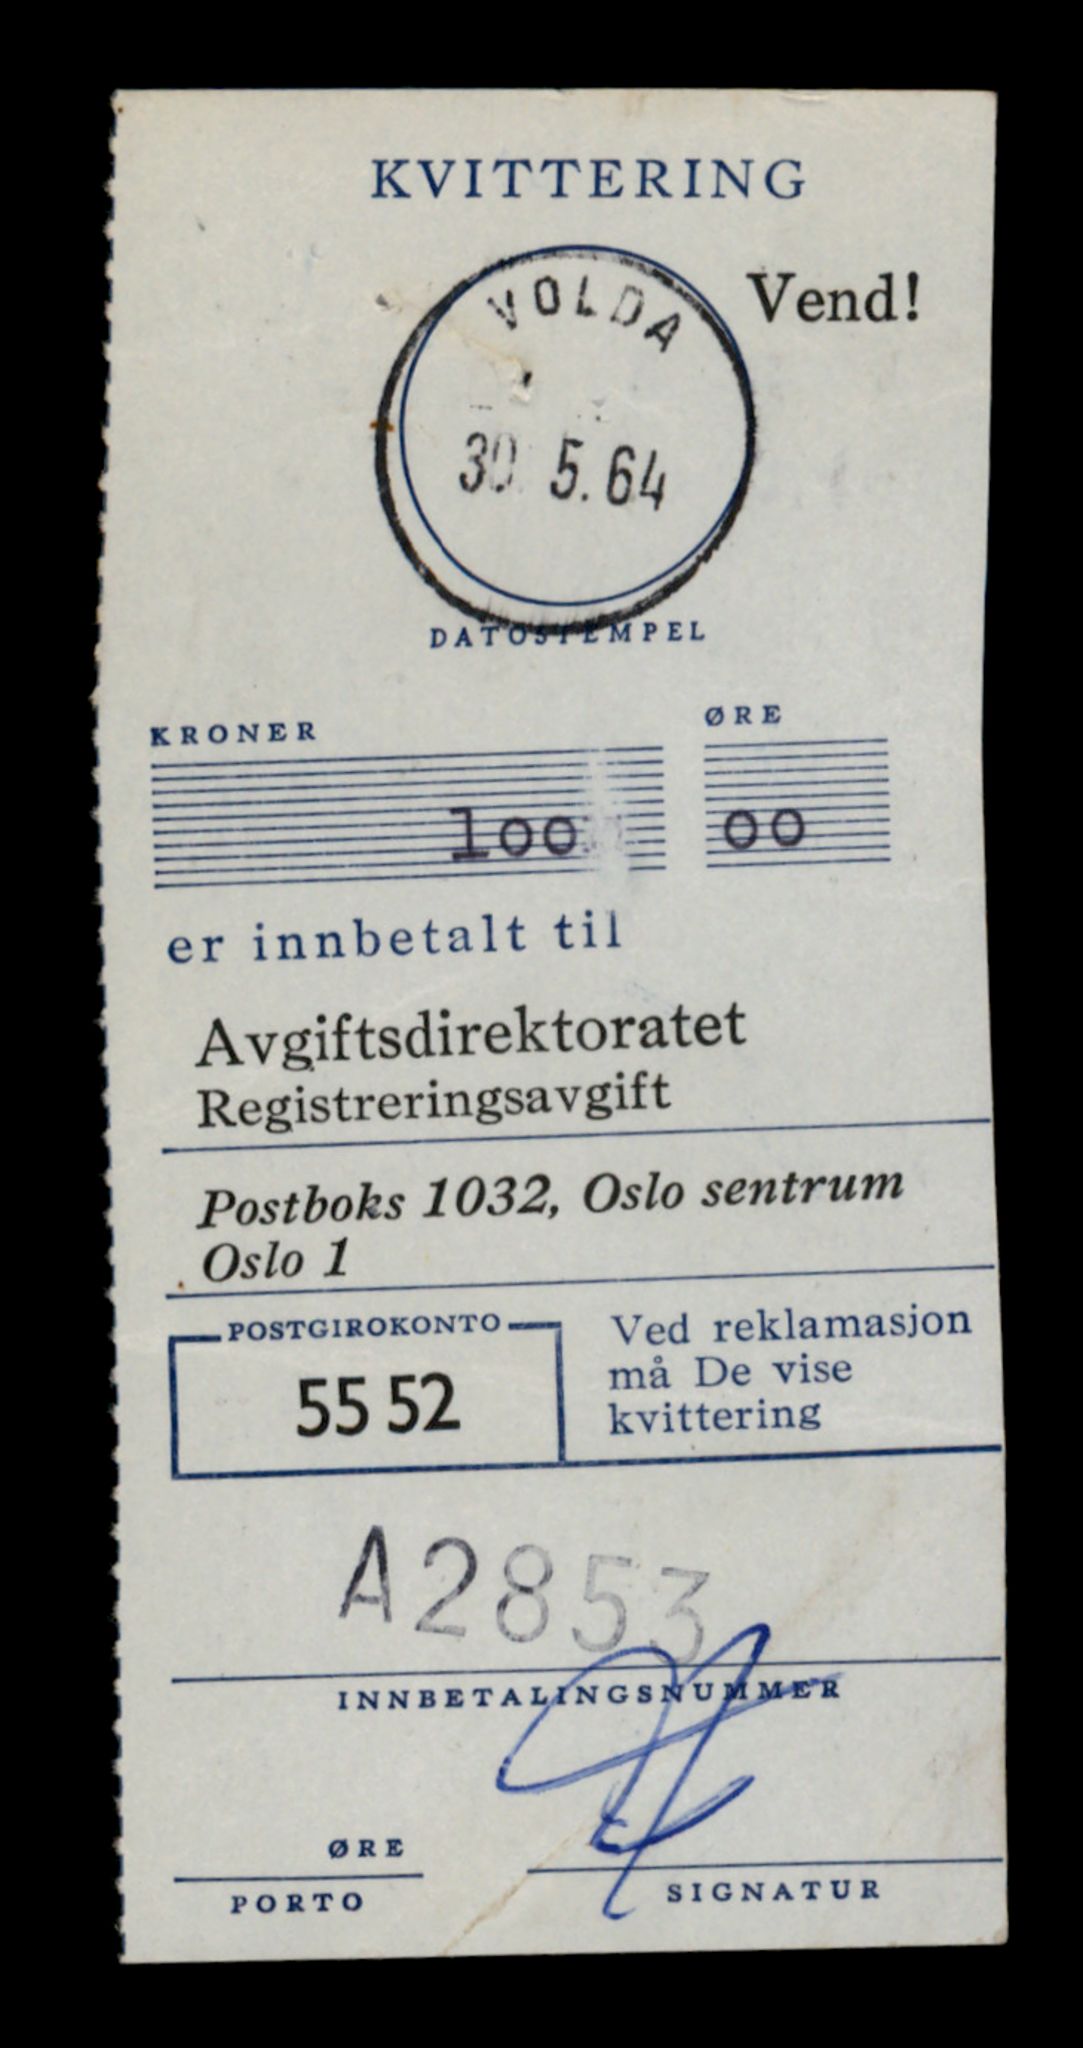 KVITTERING
Vend!
VOLDA
30. 5. 64
DATOSTEMPEL
KRONER
ØRE
100
00
er innbetalt til
Avgiftsdirektoratet
Registreringsavgift
Postboks 1032, Oslo sentrum
Oslo 1
POSTGIROKONTO
55 52
Ved reklamasjon
må De vise
kvittering
A2853
INNBETALINGSNUMMER
ØRE
PORTO
SIGNATUR